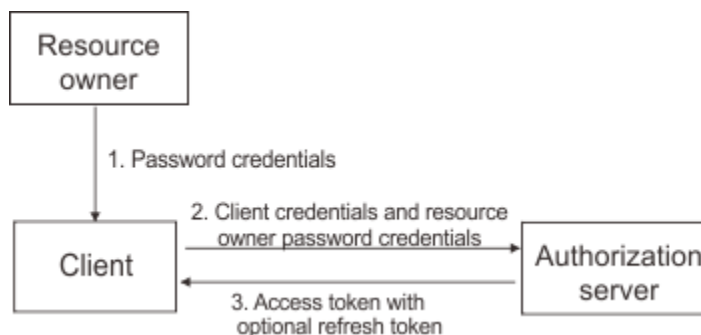 Resource
owner
1. Password credentials
2. Client credentials and resource
owner password credentials
Client
Authorization
server
3. Access token with
optional refresh token